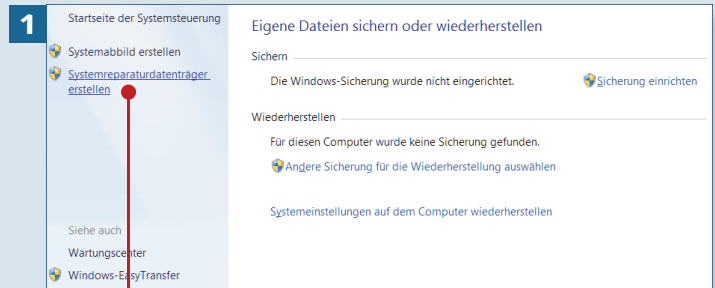 1
Startseite der Systemsteuerung
Systemabbild erstellen
Systemreparaturdatenträger
erstellen
Siehe auch
Wartungscenter
Windows-EasyTransfer
Eigene Dateien sichern oder wiederherstellen
Sichern
Die Windows-Sicherung wurde nicht eingerichtet.
Sicherung einrichten
Wiederherstellen
Für diesen Computer wurde keine Sicherung gefunden.
Andere Sicherung für die Wiederherstellung auswählen
Systemeinstellungen auf dem Computer wiederherstellen